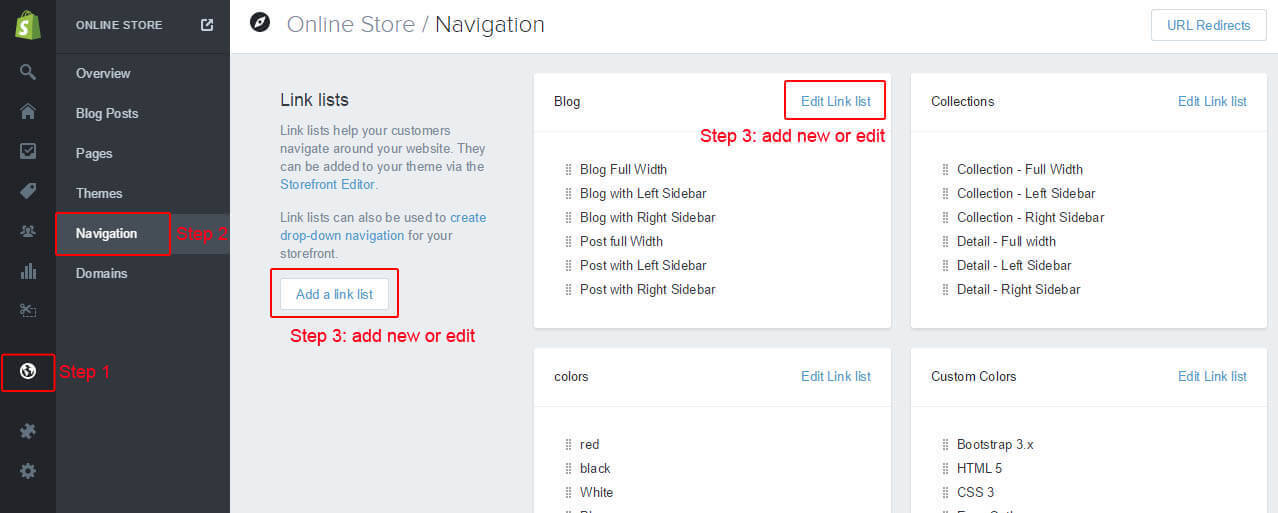 ONLINE STORE
Overview
Blog Posts
Pages
Themes
Navigation
Step 2
Domains
Step 1
Online Store / Navigation
URL Redirects
Link lists
Link lists help your customers
navigate around your website. They
can be added to your theme via the
Storefront Editor.
Link lists can also be used to create
drop-down navigation for your
storefront.
Add a link list
Step 3: add new or edit
Blog
Edit Link list
Step 3: add new or edit
Blog Full Width
Blog with Left Sidebar
Blog with Right Sidebar
Post full Width
Post with Left Sidebar
Post with Right Sidebar
Collections
Edit Link list
Collection - Full Width
Collection - Left Sidebar
Collection - Right Sidebar
Detail - Full width
Detail - Left Sidebar
Detail - Right Sidebar
colors
Edit Link list
red
black
White
Custom Colors
Edit Link list
Bootstrap 3.x
HTML 5
CSS 3